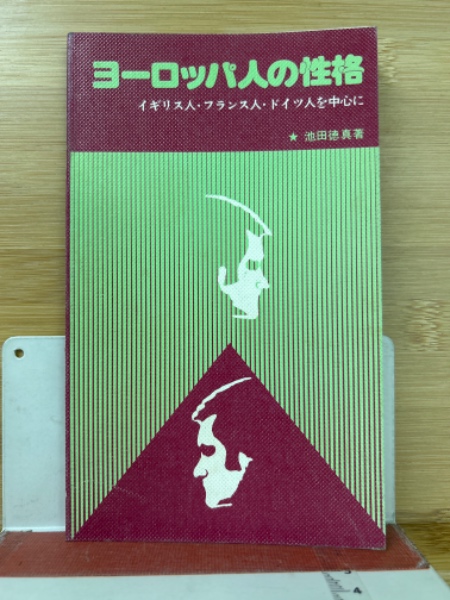 ヨーロッパ人の性格
イギリス人・フランス人・ドイツ人を中心に
★ 池田徳真著